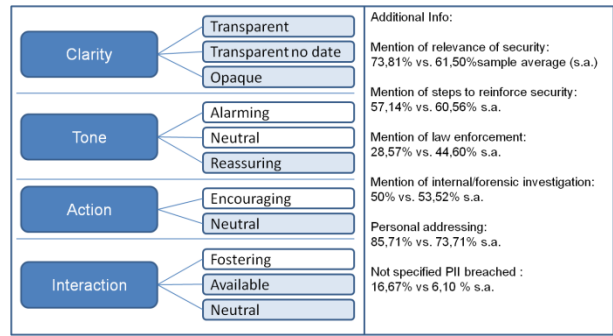 Clarity
Transparent
Transparent no date
Opaque
Tone
Alarming
Neutral
Reassuring
Action
Encouraging
Neutral
Interaction
Fostering
Available
Neutral
Additional Info:
Mention of relevance of security:
73,81% vs. 61,50%sample average (s.a.)
Mention of steps to reinforce security:
57,14% vs. 60,56% s.a.
Mention of law enforcement:
28,57% vs. 44,60% s.a.
Mention of internal/forensic investigation:
50% vs. 53,52% s.a.
Personal addressing:
85,71% vs. 73,71% s.a.
Not specified PII breached :
16,67% vs 6,10 % s.a.